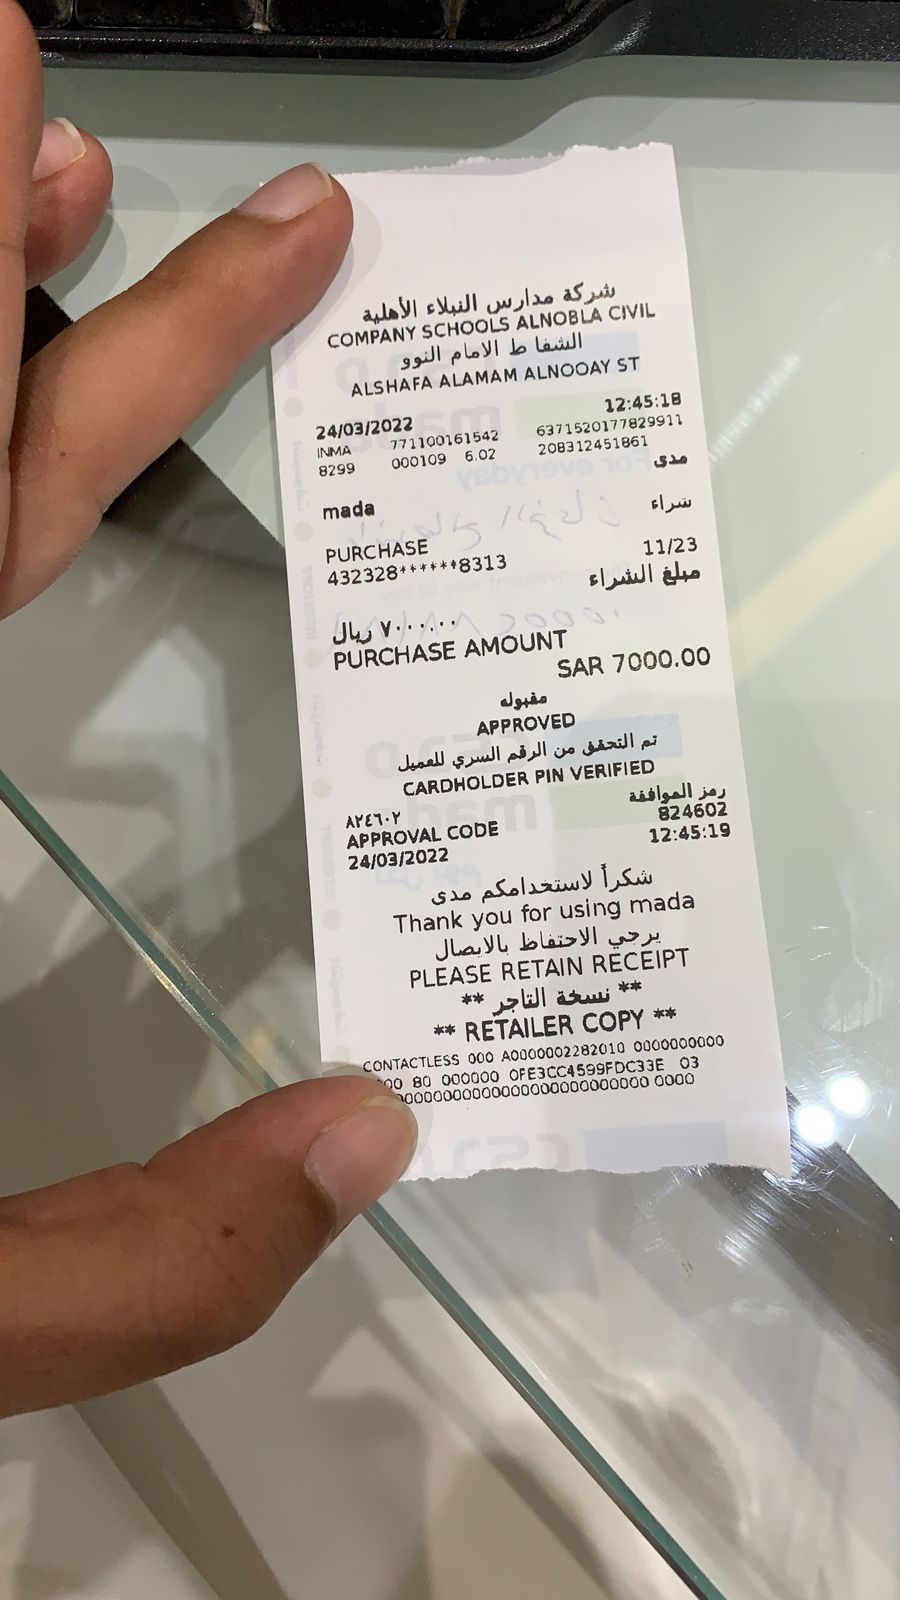 شركة مدارس النبلاء الأهلية
COMPANY SCHOOLS ALNOBLA CIVIL
الشفا ط الامام النوو
ALSHAFA ALAMAM ALNOOAY ST
24/03/2022 12:45:18
INMA 771100161542 6371520177829911
8299 000109 6.02 208312451861
مدى
mada شراء
PURCHASE 11/23
432328******8313 مبلغ الشراء
٧٠٠٠.٠٠ ريال
PURCHASE AMOUNT
SAR 7000.00
مقبوله
APPROVED
تم التحقق من الرقم السري للعميل
CARDHOLDER PIN VERIFIED
٨٢٤٦٠٢ رمز الموافقة
APPROVAL CODE 824602
24/03/2022 12:45:19
شكراً لاستخدامكم مدى
Thank you for using mada
يرجي الاحتفاظ بالايصال
PLEASE RETAIN RECEIPT
** نسخة التاجر **
** RETAILER COPY **
CONTACTLESS 000 A0000002282010 0000000000
80 000000 0FE3CC4599FDC33E 03
0000